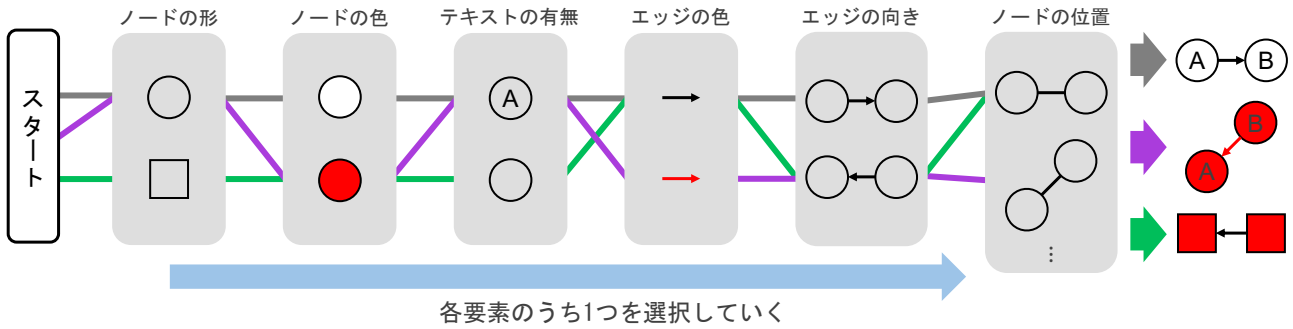 ノードの形
ノードの色
テキストの有無
エッジの色
エッジの向き
ノードの位置
スタート
A
A B
B
A
⋮
各要素のうち1つを選択していく